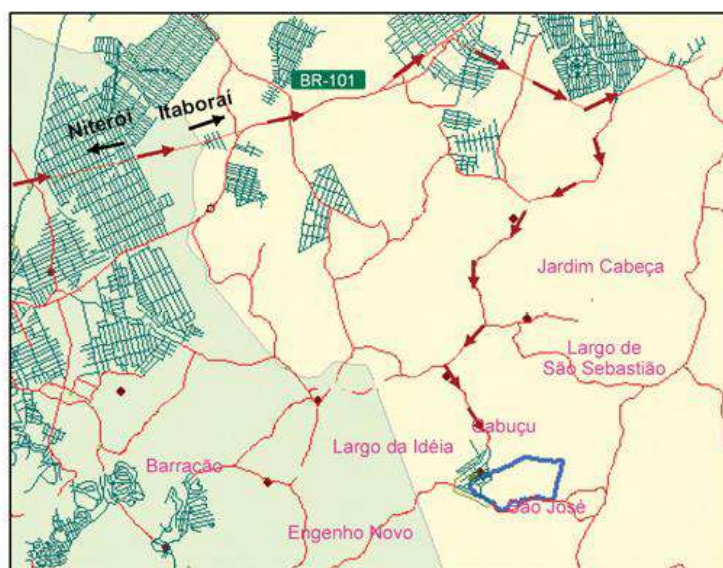 BR-101
Itaboraí
Niterói
Jardim Cabeça
Largo de
São Sebastião
Cabuçu
Largo da Idéia
Barracão
São José
Engenho Novo